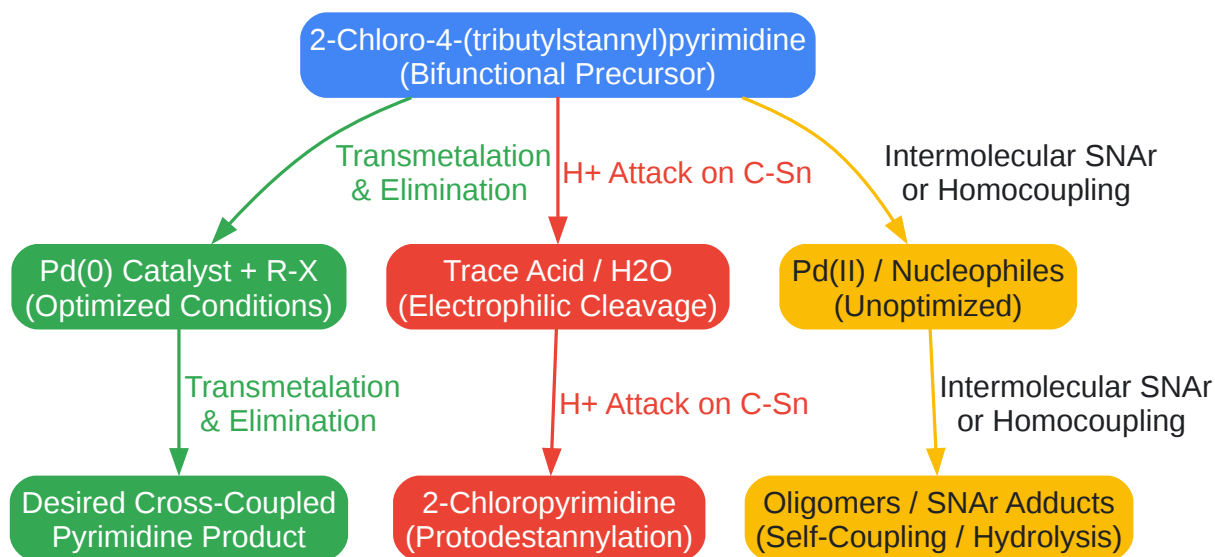 2-Chloro-4-(tributylstannyl)pyrimidine
(Bifunctional Precursor)
Transmetalation
& Elimination
H+ Attack on C-Sn
Intermolecular SNAr
or Homocoupling
Pd(0) Catalyst + R-X
(Optimized Conditions)
Trace Acid / H2O
(Electrophilic Cleavage)
Pd(II) / Nucleophiles
(Unoptimized)
Transmetalation
& Elimination
H+ Attack on C-Sn
Intermolecular SNAr
or Homocoupling
Desired Cross-Coupled
Pyrimidine Product
2-Chloropyrimidine
(Protodestannylation)
Oligomers / SNAr Adducts
(Self-Coupling / Hydrolysis)